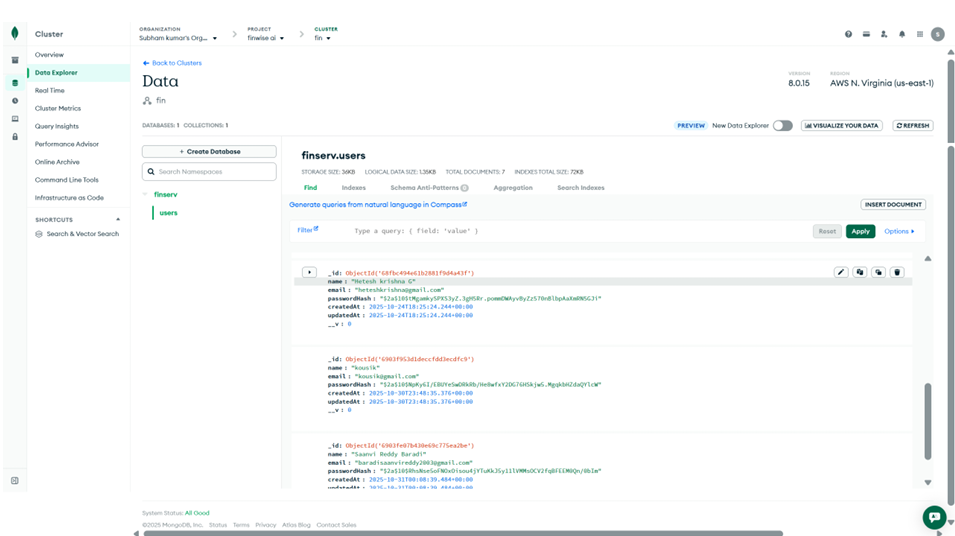 Cluster
ORGANIZATION
Subham kumar's Org...
PROJECT
finwise ai
CLUSTER
fin
S
Overview
Data Explorer
Real Time
Cluster Metrics
Query Insights
Performance Advisor
Online Archive
Command Line Tools
Infrastructure as Code
SHORTCUTS
Search & Vector Search
Back to Clusters
Data
fin
VERSION
8.0.15
REGION
AWS N. Virginia (us-east-1)
DATABASES: 1 COLLECTIONS: 1
PREVIEW New Data Explorer
VISUALIZE YOUR DATA
REFRESH
+ Create Database
Search Namespaces
finserv
users
finserv.users
STORAGE SIZE: 36KB LOGICAL DATA SIZE: 1.35KB TOTAL DOCUMENTS: 7 INDEXES TOTAL SIZE: 72KB
Find Indexes Schema Anti-Patterns 0 Aggregation Search Indexes
Generate queries from natural language in Compass
INSERT DOCUMENT
Filter
Type a query: { field: 'value' }
Reset
Apply
Options
_id: ObjectId('68fbc494e61b2881f9d4a43f')
name : "Hetesh krishna G"
email : "heteshkrishna@gmail.com"
createdAt : 2025-10-24T18:25:24.244+00:00
updatedAt : 2025-10-24T18:25:24.244+00:00
__v : 0
_id: ObjectId('6903f953d1deccfdd3ecdfc9')
name : "kousik"
email : "kousik@gmail.com"
createdAt : 2025-10-30T23:48:35.376+00:00
updatedAt : 2025-10-30T23:48:35.376+00:00
__v : 0
_id: ObjectId('6903fe07b430e69c775ea2be')
name : "Saanvi Reddy Baradi"
email : "baradisaanvireddy2003@gmail.com"
createdAt : 2025-10-31T00:08:39.484+00:00
updatedAt : 2025-10-31T00:08:39.484+00:00
System Status: All Good
©2025 MongoDB, Inc. Status Terms Privacy Atlas Blog Contact Sales